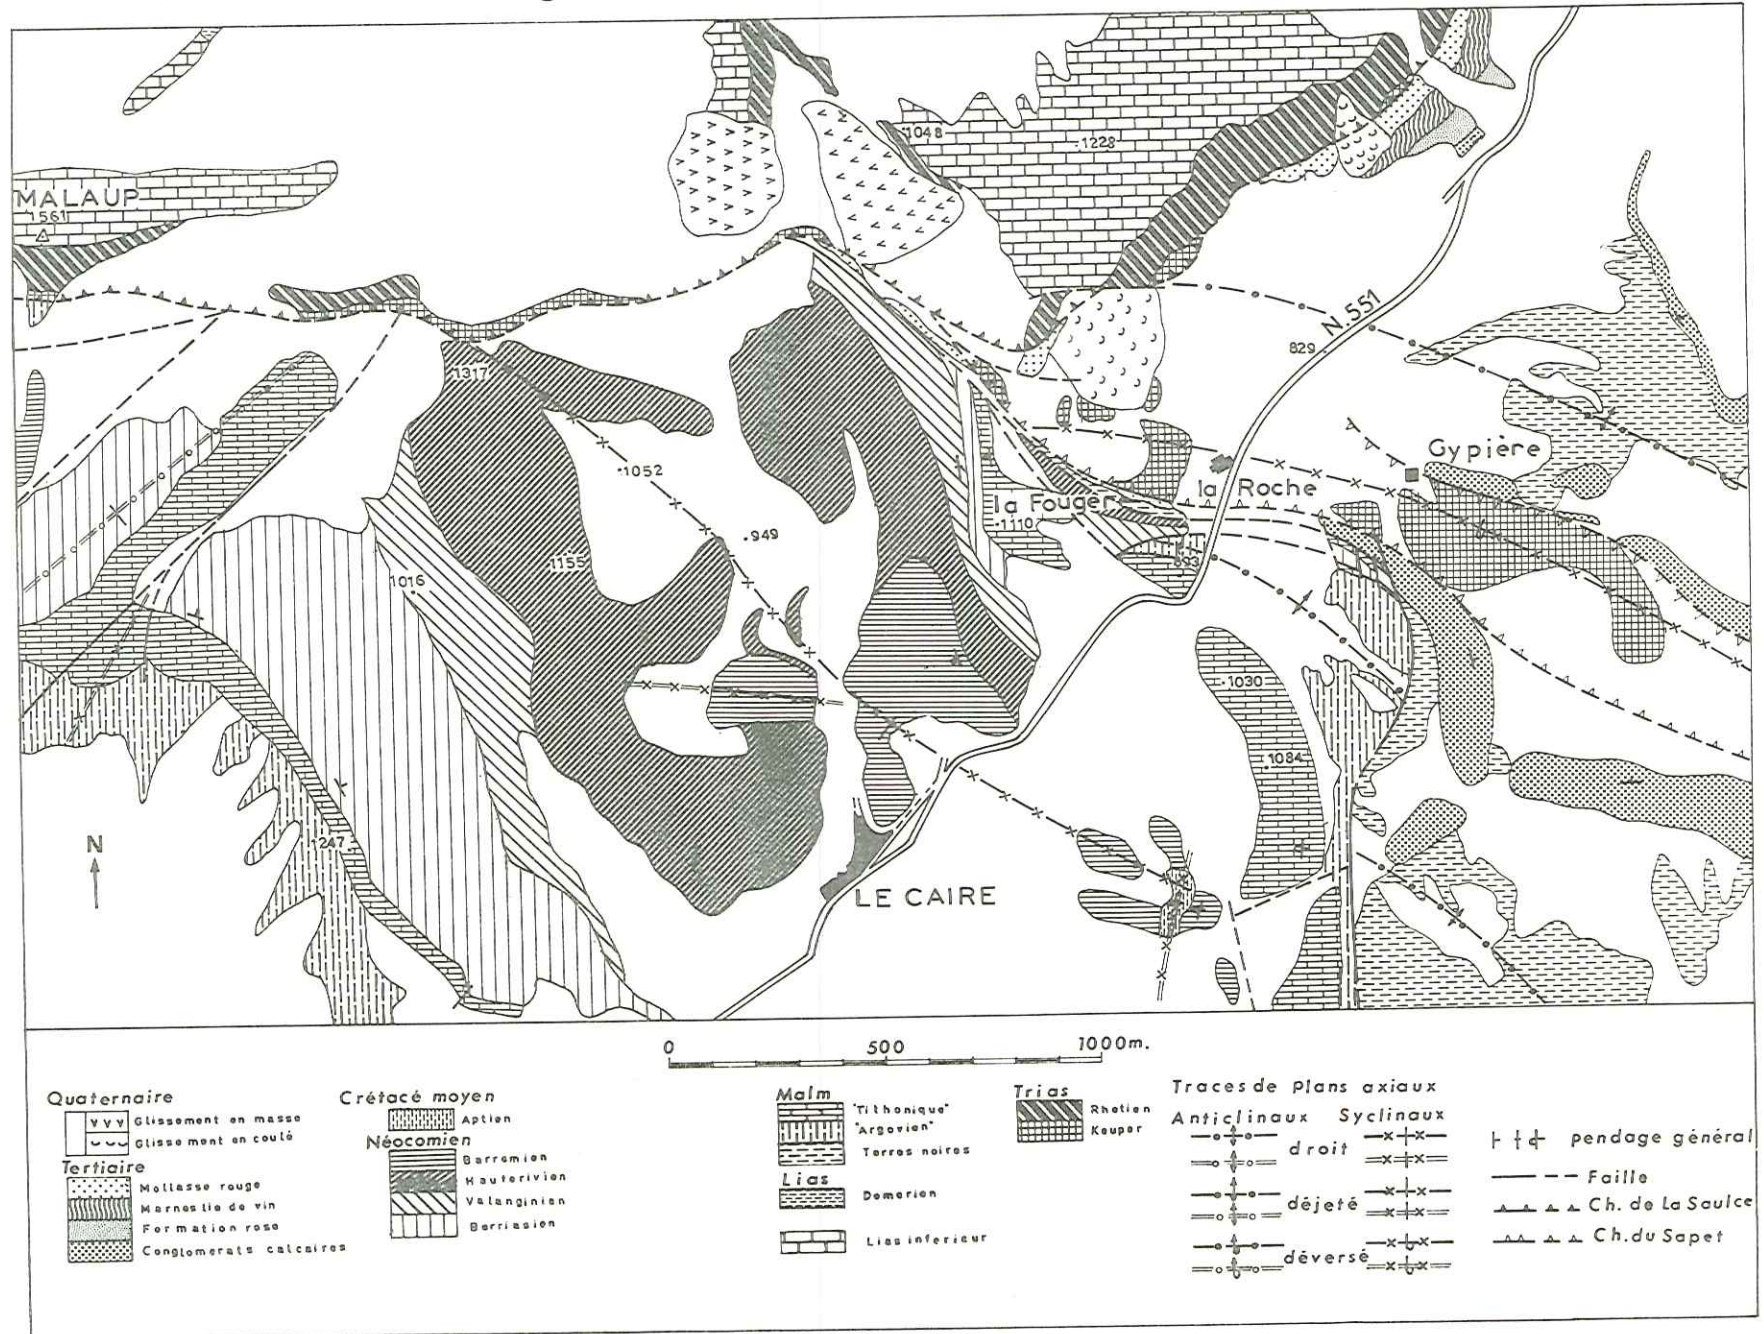 1048
1228
MALAUP
1561
N 551
829
1317
Gypière
1052
la Roche
la Fouger
1110
949
893
1155
1016
1030
1084
N
1247
LE CAIRE
0 500 1000m.
Quaternaire
Glissement en masse
Glissement en coulé
Tertiaire
Mollasse rouge
Marnes lie de vin
Formation rose
Conglomerats calcaires
Crétacé moyen
Aptien
Néocomien
Barremien
Hauterivien
Valanginien
Berriasien
Malm
"Tithonique"
"Argovien"
Terres noires
Lias
Domerien
Lias inferieur
Trias
Rhetien
Keuper
Traces de plans axiaux
Anticlinaux Syclinaux
droit
déjeté
déversé
pendage général
Faille
Ch. de La Saulce
Ch. du Sapet